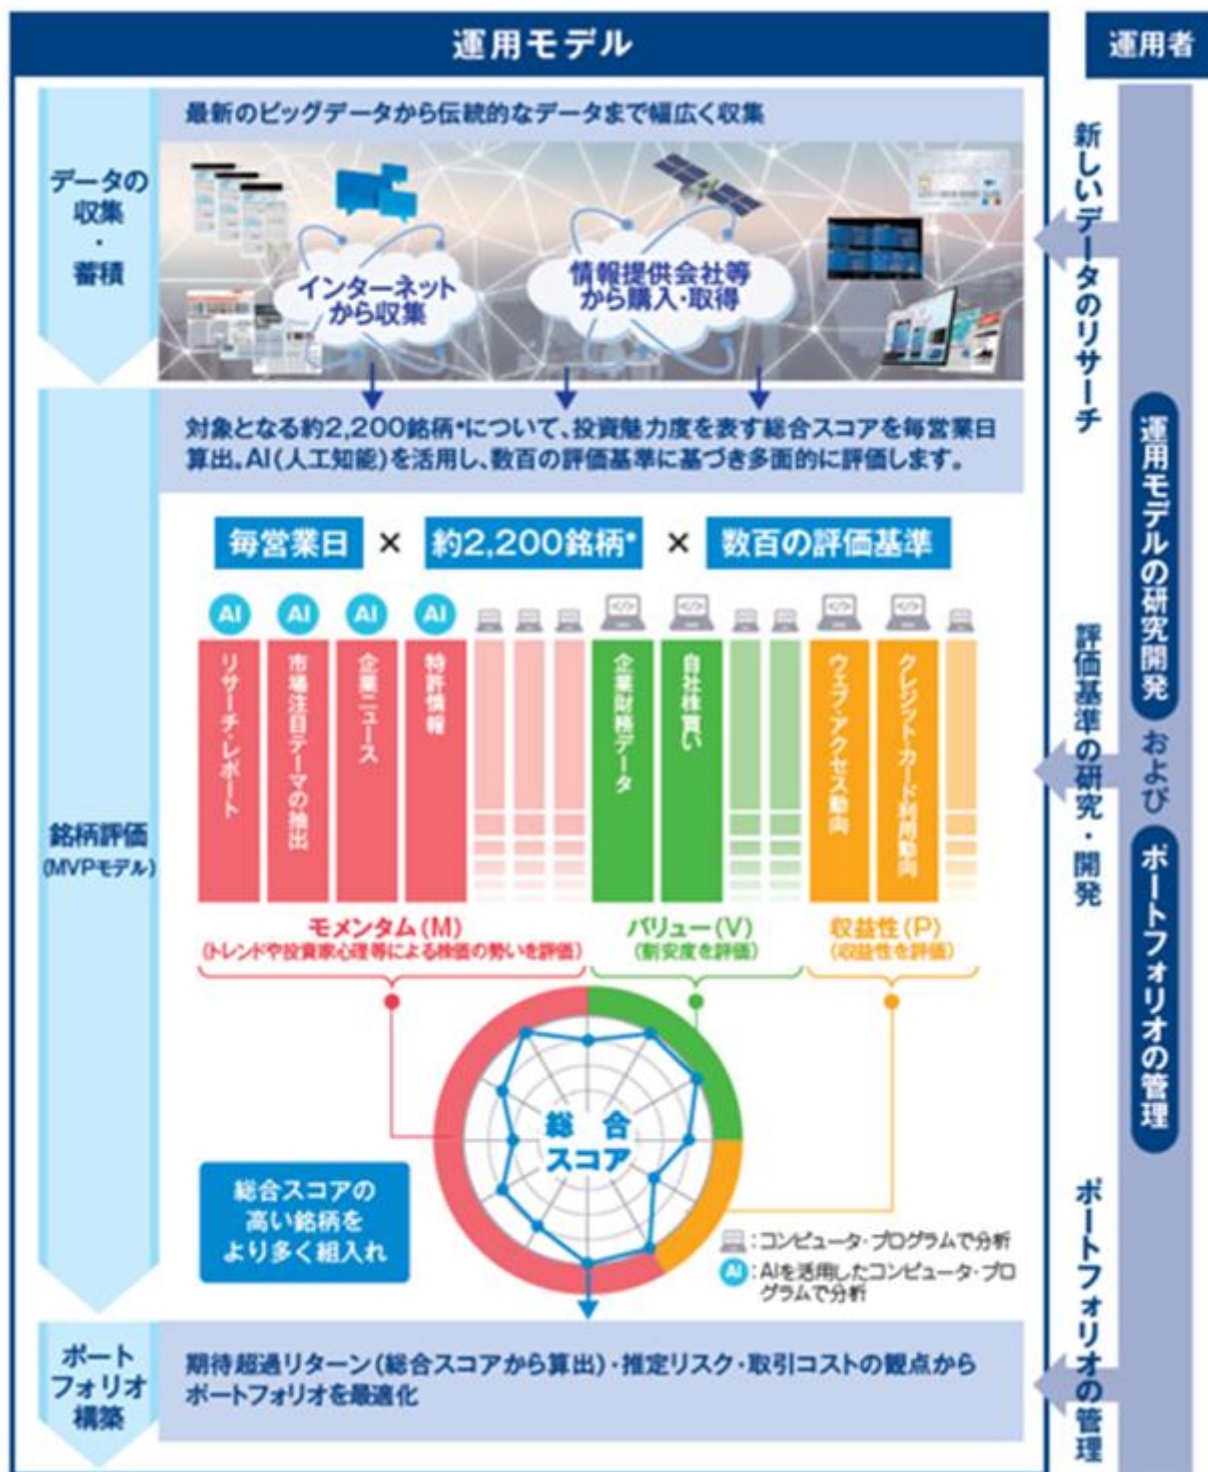 運用モデル
運用者
データの
収集
・
蓄積
最新のビッグデータから伝統的なデータまで幅広く収集
インターネット
から収集
情報提供会社等
から購入・取得
新しいデータのリサーチ
銘柄評価
(MVPモデル)
対象となる約2,200銘柄*について、投資魅力度を表す総合スコアを毎営業日
算出。AI(人工知能)を活用し、数百の評価基準に基づき多面的に評価します。
毎営業日 × 約2,200銘柄* × 数百の評価基準
AI
AI
AI
AI
リサーチ・レポート
市場注目テーマの抽出
企業ニュース
特許情報
企業財務データ
自社株買い
ウェブ・アクセス動向
クレジット・カード利用動向
モメンタム(M)
(トレンドや投資家心理等による株価の勢いを評価)
バリュー(V)
(割安度を評価)
収益性(P)
(収益性を評価)
評価基準の研究・開発
総合
スコア
総合スコアの
高い銘柄を
より多く組入れ
:コンピュータ・プログラムで分析
AI:AIを活用したコンピュータ・プロ
グラムで分析
ポート
フォリオ
構築
期待超過リターン(総合スコアから算出)・推定リスク・取引コストの観点から
ポートフォリオを最適化
ポートフォリオの管理
運用モデルの研究開発
および
ポートフォリオの管理